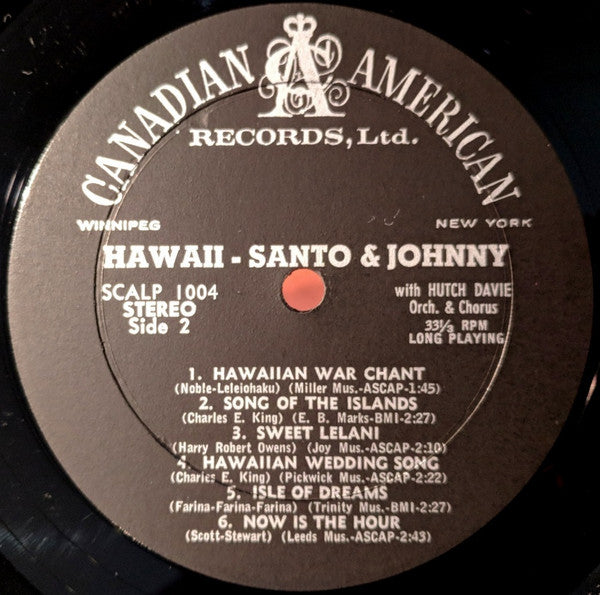 CANADIAN AMERICAN
RECORDS, Ltd.
WINNIPEG NEW YORK
HAWAII - SANTO & JOHNNY
SCALP 1004
STEREO
Side 2
with HUTCH DAVIE
Orch. & Chorus
33⅓ RPM
LONG PLAYING
1. HAWAIIAN WAR CHANT
(Noble-Leleiohaku) (Miller Mus.-ASCAP-1:45)
2. SONG OF THE ISLANDS
(Charles E. King) (E. B. Marks-BMI-2:27)
3. SWEET LELANI
(Harry Robert Owens) (Joy Mus.-ASCAP-2:10)
4. HAWAIIAN WEDDING SONG
(Charles E. King) (Pickwick Mus.-ASCAP-2:22)
5. ISLE OF DREAMS
(Farina-Farina-Farina) (Trinity Mus.-BMI-2:27)
6. NOW IS THE HOUR
(Scott-Stewart) (Leeds Mus.-ASCAP-2:43)